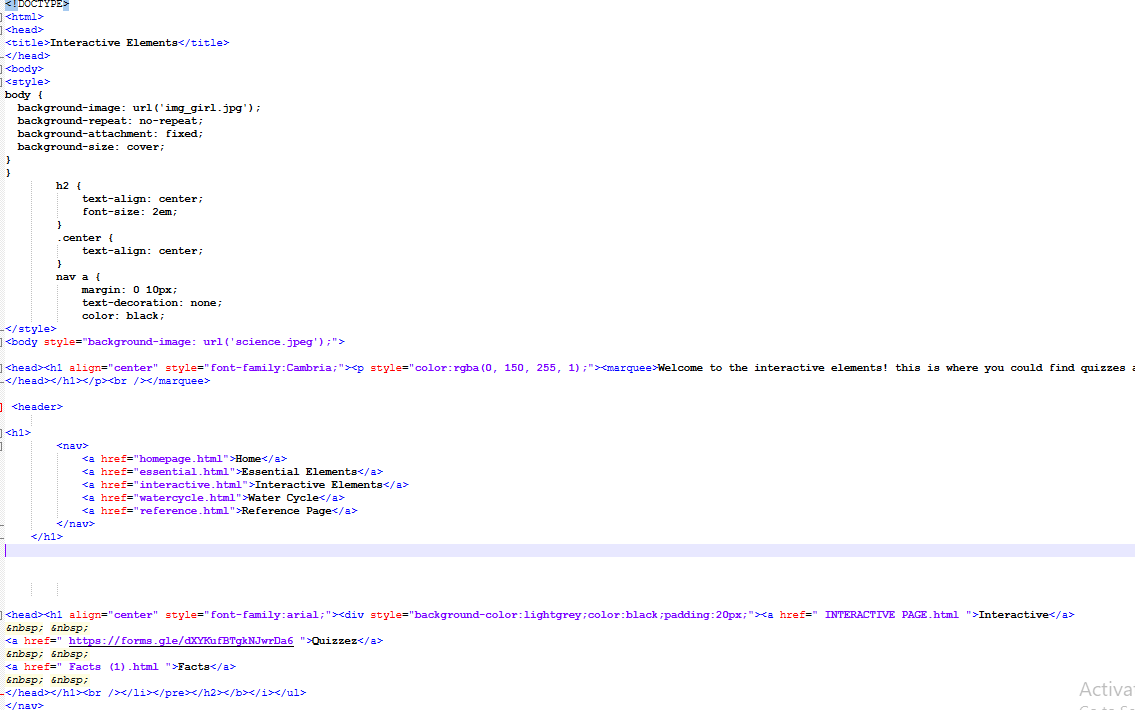 <!DOCTYPE>
<html>
<head>
<title>Interactive Elements</title>
</head>
<body>
<style>
body {
  background-image: url('img_girl.jpg');
  background-repeat: no-repeat;
  background-attachment: fixed;
  background-size: cover;
}
}
        h2 {
            text-align: center;
            font-size: 2em;
        }
        .center {
            text-align: center;
        }
        nav a {
            margin: 0 10px;
            text-decoration: none;
            color: black;
</style>
<body style="background-image: url('science.jpeg');">
<head><h1 align="center" style="font-family:Cambria;"><p style="color:rgba(0, 150, 255, 1);"><marquee>Welcome to the interactive elements! this is where you could find quizzes a
</head></h1></p><br /></marquee>
 <header>
<h1>
        <nav>
            <a href="homepage.html">Home</a>
            <a href="essential.html">Essential Elements</a>
            <a href="interactive.html">Interactive Elements</a>
            <a href="watercycle.html">Water Cycle</a>
            <a href="reference.html">Reference Page</a>
        </nav>
    </h1>
<head><h1 align="center" style="font-family:arial;"><div style="background-color:lightgrey;color:black;padding:20px;"><a href=" INTERACTIVE PAGE.html ">Interactive</a>
&nbsp; &nbsp;
<a href=" https://forms.gle/dXYKufBTgkNJwrDa6 ">Quizzez</a>
&nbsp; &nbsp;
<a href=" Facts (1).html ">Facts</a>
&nbsp; &nbsp;
</head></h1><br /></li></pre></h2></b></i></ul>
</nav>
Activa